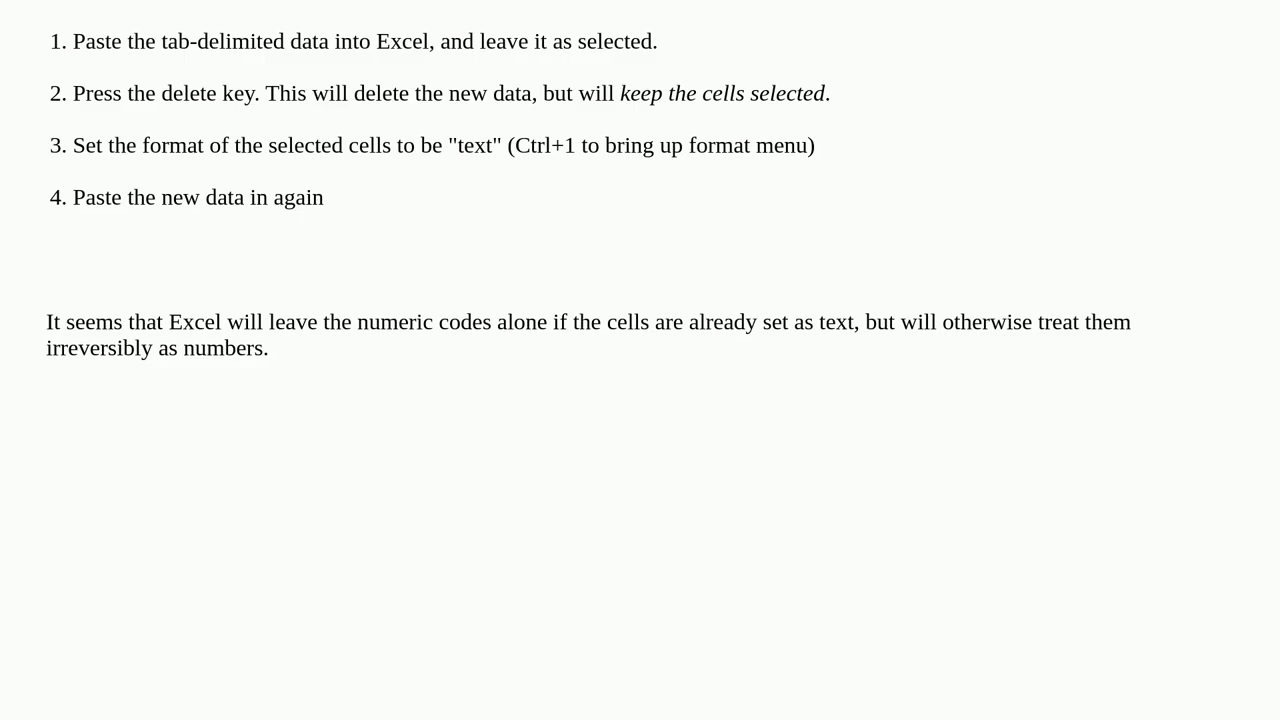 1. Paste the tab-delimited data into Excel, and leave it as selected.
2. Press the delete key. This will delete the new data, but will keep the cells selected.
3. Set the format of the selected cells to be "text" (Ctrl+1 to bring up format menu)
4. Paste the new data in again
It seems that Excel will leave the numeric codes alone if the cells are already set as text, but will otherwise treat them
irreversibly as numbers.